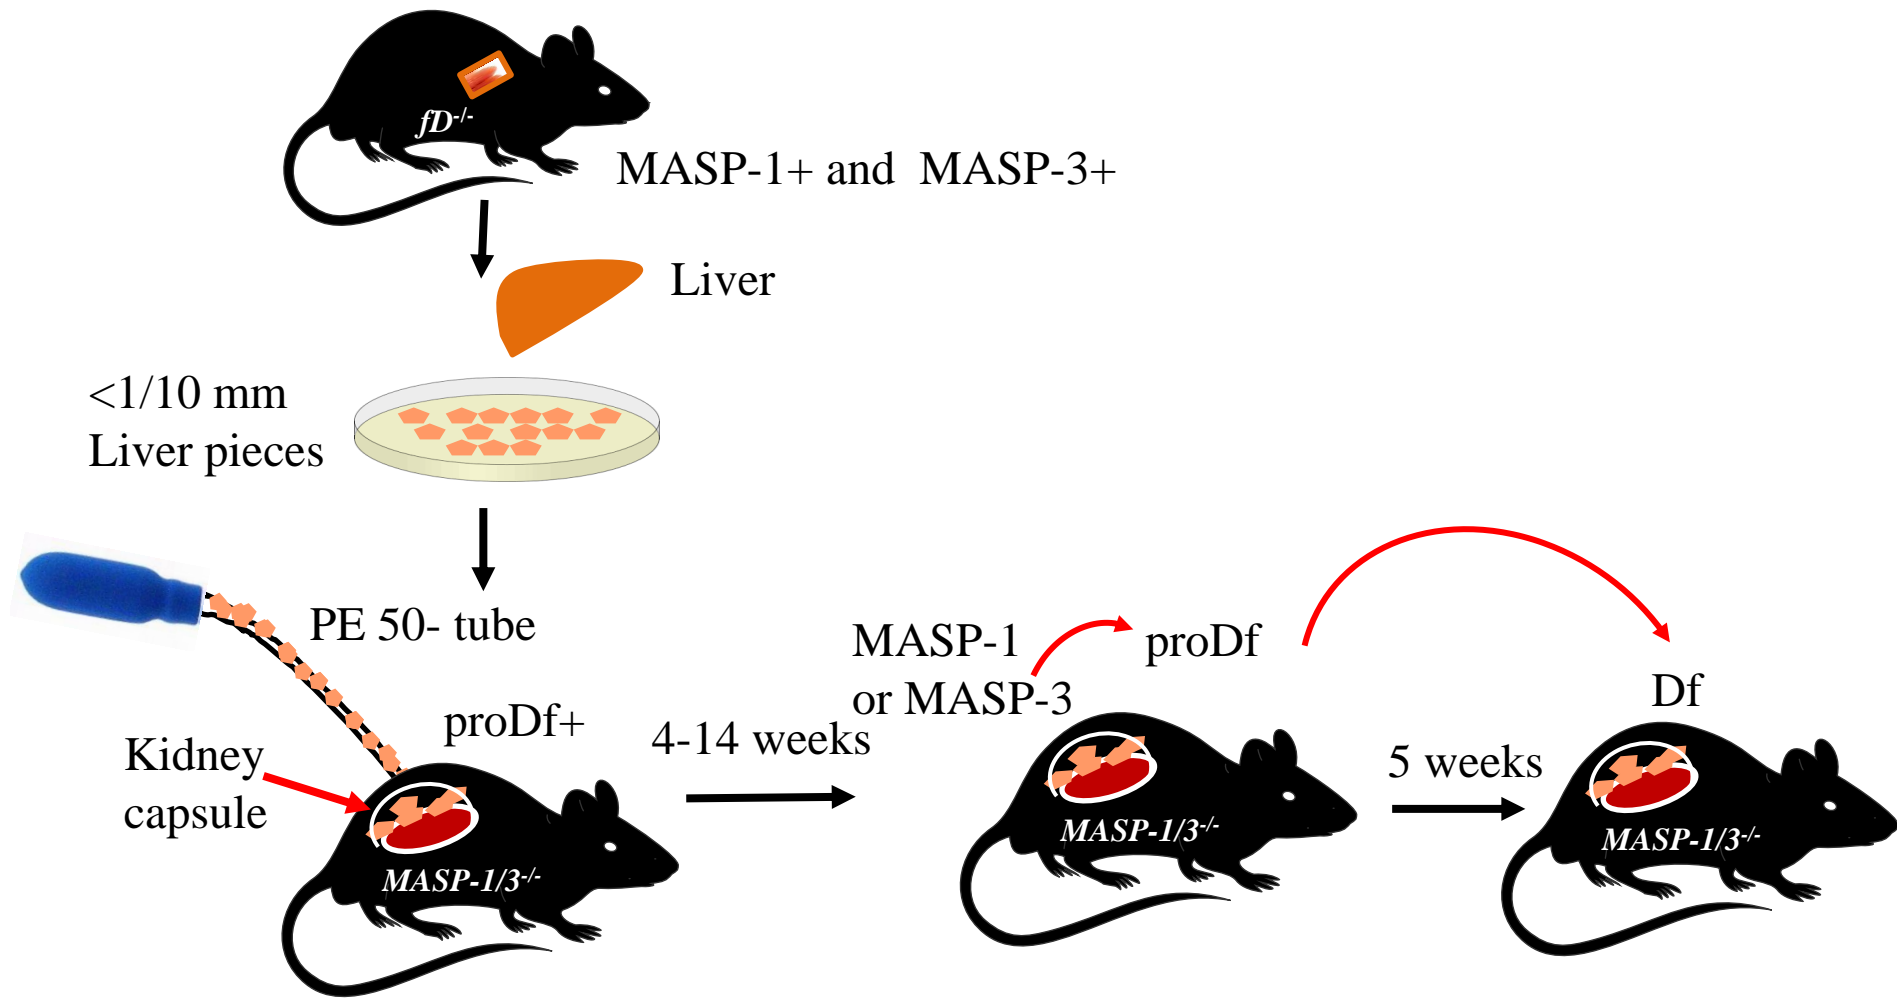 fD-/-
MASP-1+ and MASP-3+
Liver
<1/10 mm
Liver pieces
PE 50- tube
proDf+
Kidney
capsule
MASP-1/3-/-
4-14 weeks
MASP-1
or MASP-3
proDf
MASP-1/3-/-
5 weeks
Df
MASP-1/3-/-